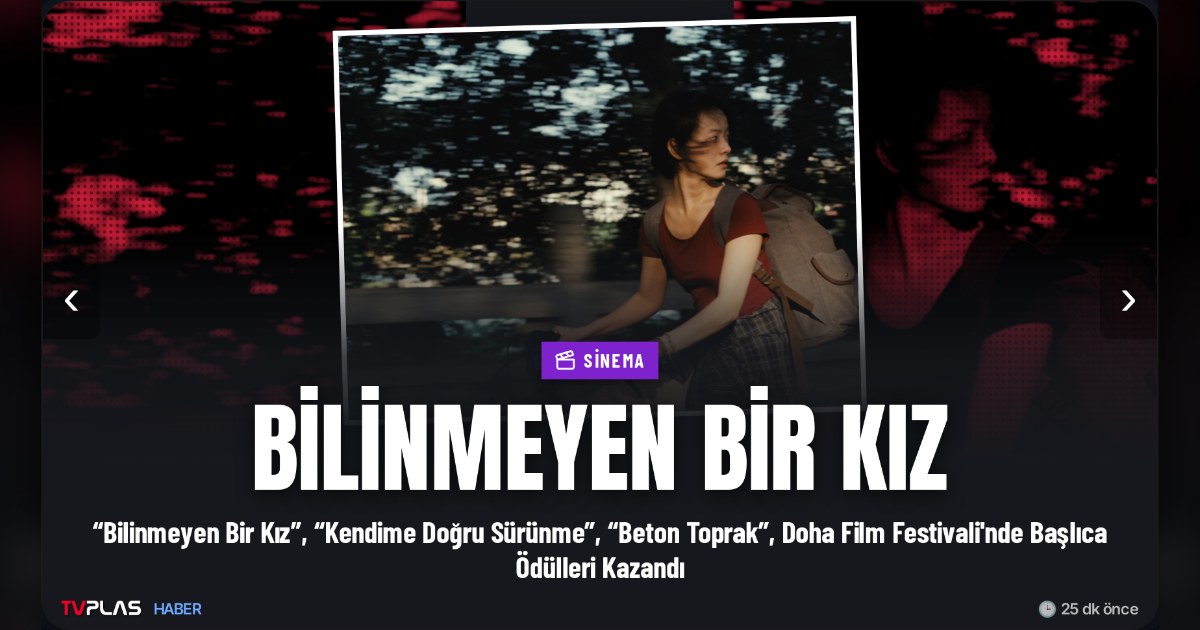 SİNEMA
BİLİNMEYEN BİR KIZ
“Bilinmeyen Bir Kız”, “Kendime Doğru Sürünme”, “Beton Toprak”, Doha Film Festivali'nde Başlıca
Ödülleri Kazandı
TVPLAS HABER
25 dk önce